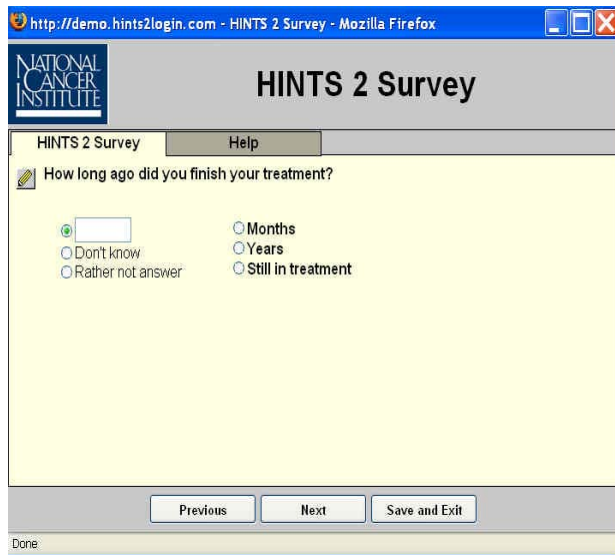 http://demo.hints2login.com - HINTS 2 Survey - Mozilla Firefox
NATIONAL
CANCER
INSTITUTE
HINTS 2 Survey
HINTS 2 Survey
Help
How long ago did you finish your treatment?
Months
Don't know
Years
Rather not answer
Still in treatment
Previous
Next
Save and Exit
Done